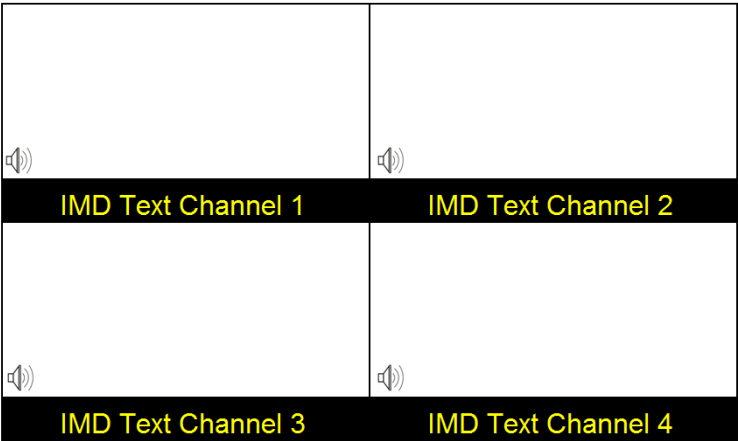 IMD Text Channel 1
IMD Text Channel 2
IMD Text Channel 3
IMD Text Channel 4